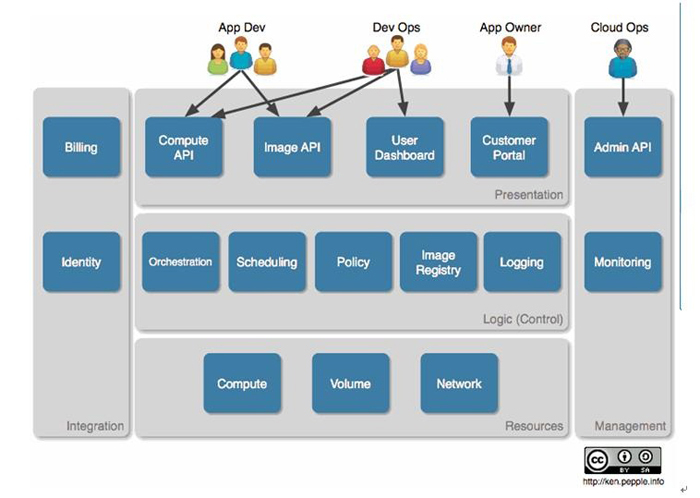 App Dev
Dev Ops
App Owner
Cloud Ops
Billing
Compute
API
Image API
User
Dashboard
Customer
Portal
Admin API
Presentation
Identity
Orchestration
Scheduling
Policy
Image
Registry
Logging
Monitoring
Logic (Control)
Compute
Volume
Network
Integration
Resources
Management
cc
BY SA
http://ken.pepple.info